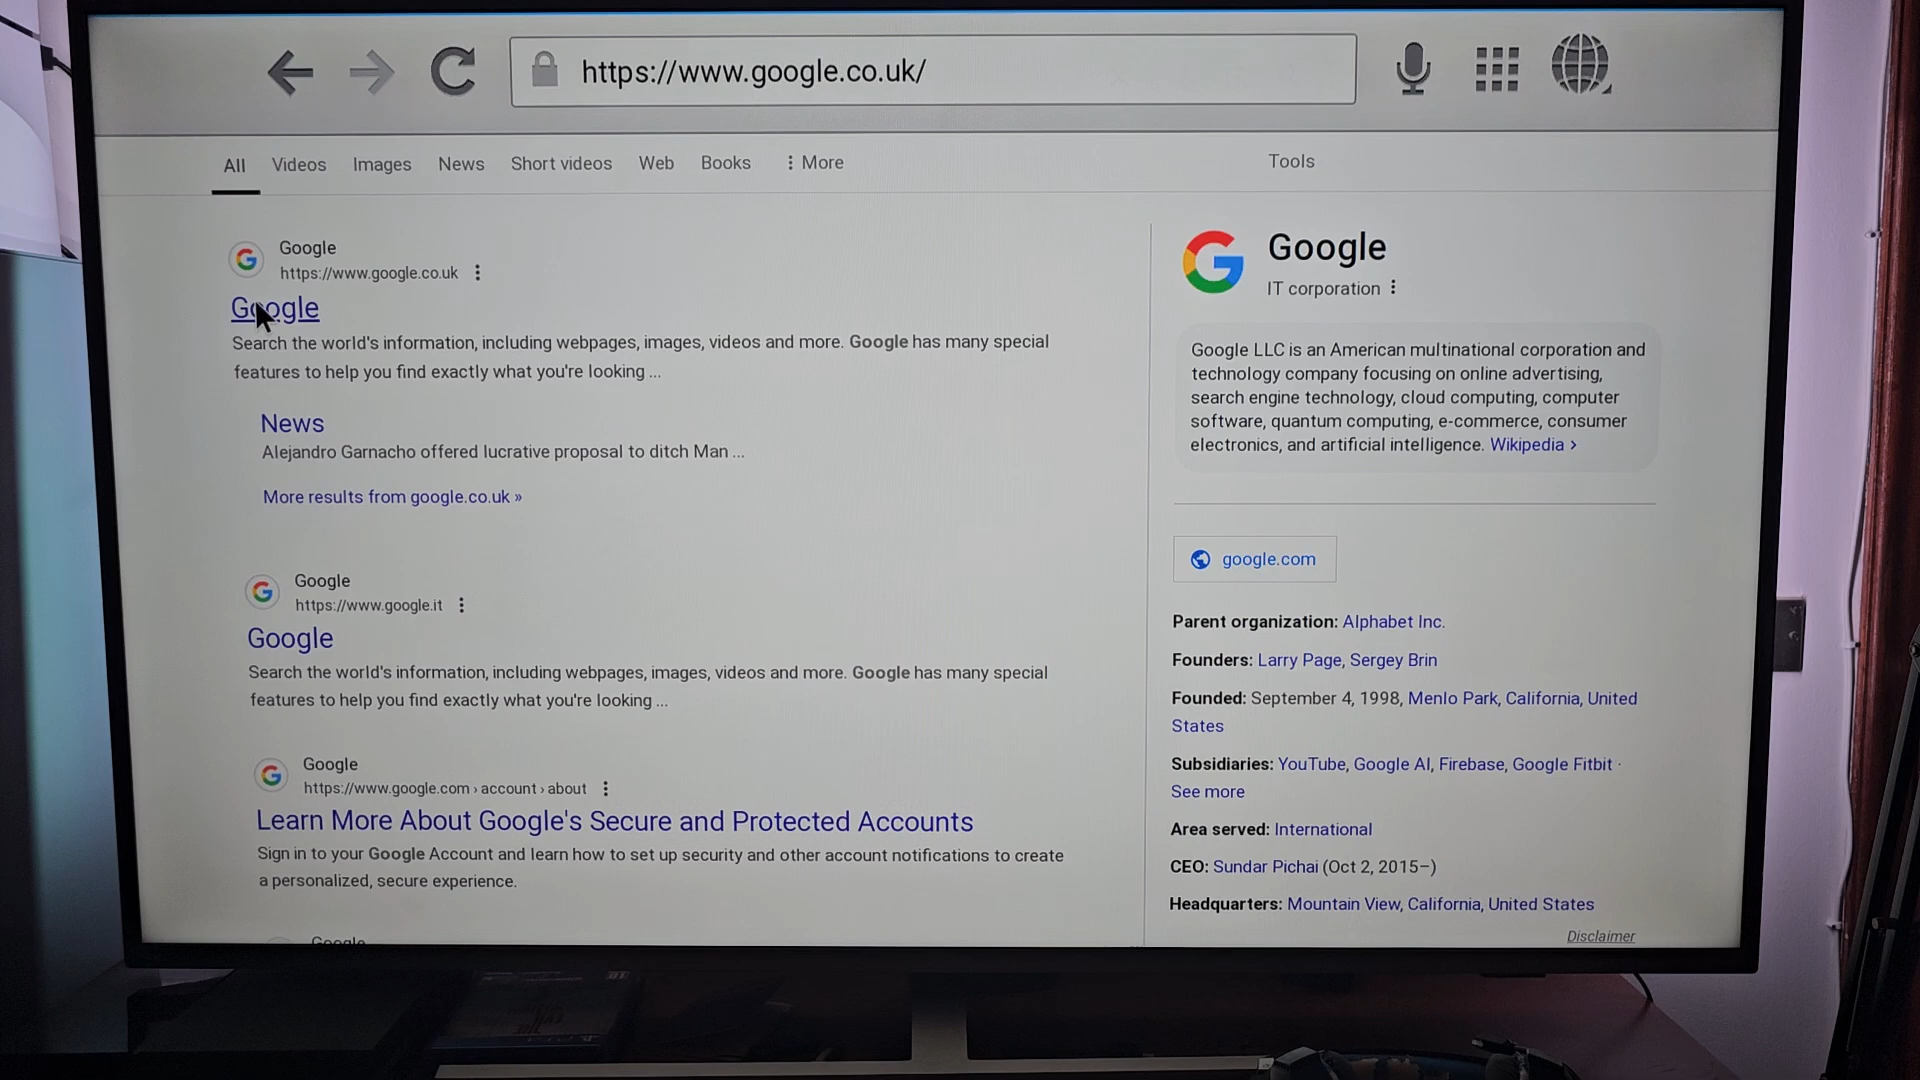 https://www.google.co.uk/
All Videos Images News Short videos Web Books More Tools
Google
https://www.google.co.uk
Google
Search the world's information, including webpages, images, videos and more. Google has many special
features to help you find exactly what you're looking ...
News
Alejandro Garnacho offered lucrative proposal to ditch Man ...
More results from google.co.uk »
Google
https://www.google.it
Google
Search the world's information, including webpages, images, videos and more. Google has many special
features to help you find exactly what you're looking ...
Google
https://www.google.com › account › about
Learn More About Google's Secure and Protected Accounts
Sign in to your Google Account and learn how to set up security and other account notifications to create
a personalized, secure experience.
Google
Google
IT corporation
Google LLC is an American multinational corporation and
technology company focusing on online advertising,
search engine technology, cloud computing, computer
software, quantum computing, e-commerce, consumer
electronics, and artificial intelligence. Wikipedia ›
google.com
Parent organization: Alphabet Inc.
Founders: Larry Page, Sergey Brin
Founded: September 4, 1998, Menlo Park, California, United
States
Subsidiaries: YouTube, Google AI, Firebase, Google Fitbit ·
See more
Area served: International
CEO: Sundar Pichai (Oct 2, 2015–)
Headquarters: Mountain View, California, United States
Disclaimer